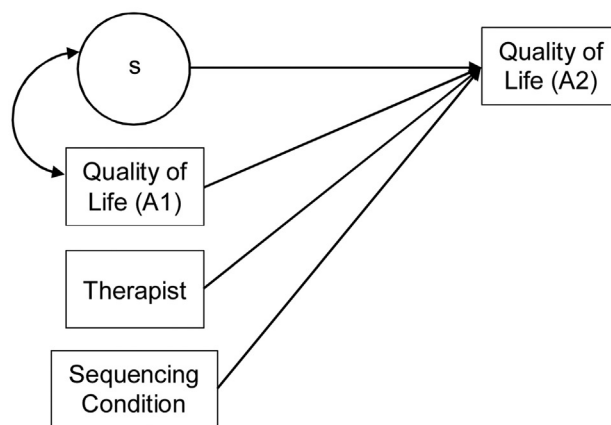 s
Quality of
Life (A2)
Quality of
Life (A1)
Therapist
Sequencing
Condition